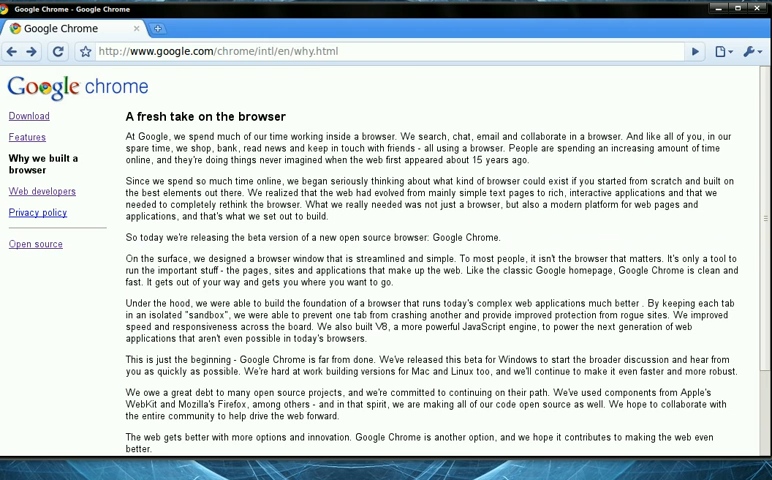 Google Chrome - Google Chrome
Google Chrome
http://www.google.com/chrome/intl/en/why.html
Google chrome
Download
Features
Why we built a
browser
Web developers
Privacy policy
Open source
A fresh take on the browser
At Google, we spend much of our time working inside a browser. We search, chat, email and collaborate in a browser. And like all of you, in our
spare time, we shop, bank, read news and keep in touch with friends - all using a browser. People are spending an increasing amount of time
online, and they're doing things never imagined when the web first appeared about 15 years ago.
Since we spend so much time online, we began seriously thinking about what kind of browser could exist if you started from scratch and built on
the best elements out there. We realized that the web had evolved from mainly simple text pages to rich, interactive applications and that we
needed to completely rethink the browser. What we really needed was not just a browser, but also a modern platform for web pages and
applications, and that's what we set out to build.
So today we're releasing the beta version of a new open source browser: Google Chrome.
On the surface, we designed a browser window that is streamlined and simple. To most people, it isn't the browser that matters. It's only a tool to
run the important stuff - the pages, sites and applications that make up the web. Like the classic Google homepage, Google Chrome is clean and
fast. It gets out of your way and gets you where you want to go.
Under the hood, we were able to build the foundation of a browser that runs today's complex web applications much better . By keeping each tab
in an isolated "sandbox", we were able to prevent one tab from crashing another and provide improved protection from rogue sites. We improved
speed and responsiveness across the board. We also built V8, a more powerful JavaScript engine, to power the next generation of web
applications that aren't even possible in today's browsers.
This is just the beginning - Google Chrome is far from done. We've released this beta for Windows to start the broader discussion and hear from
you as quickly as possible. We're hard at work building versions for Mac and Linux too, and we'll continue to make it even faster and more robust.
We owe a great debt to many open source projects, and we're committed to continuing on their path. We've used components from Apple's
WebKit and Mozilla's Firefox, among others - and in that spirit, we are making all of our code open source as well. We hope to collaborate with
the entire community to help drive the web forward.
The web gets better with more options and innovation. Google Chrome is another option, and we hope it contributes to making the web even
better.